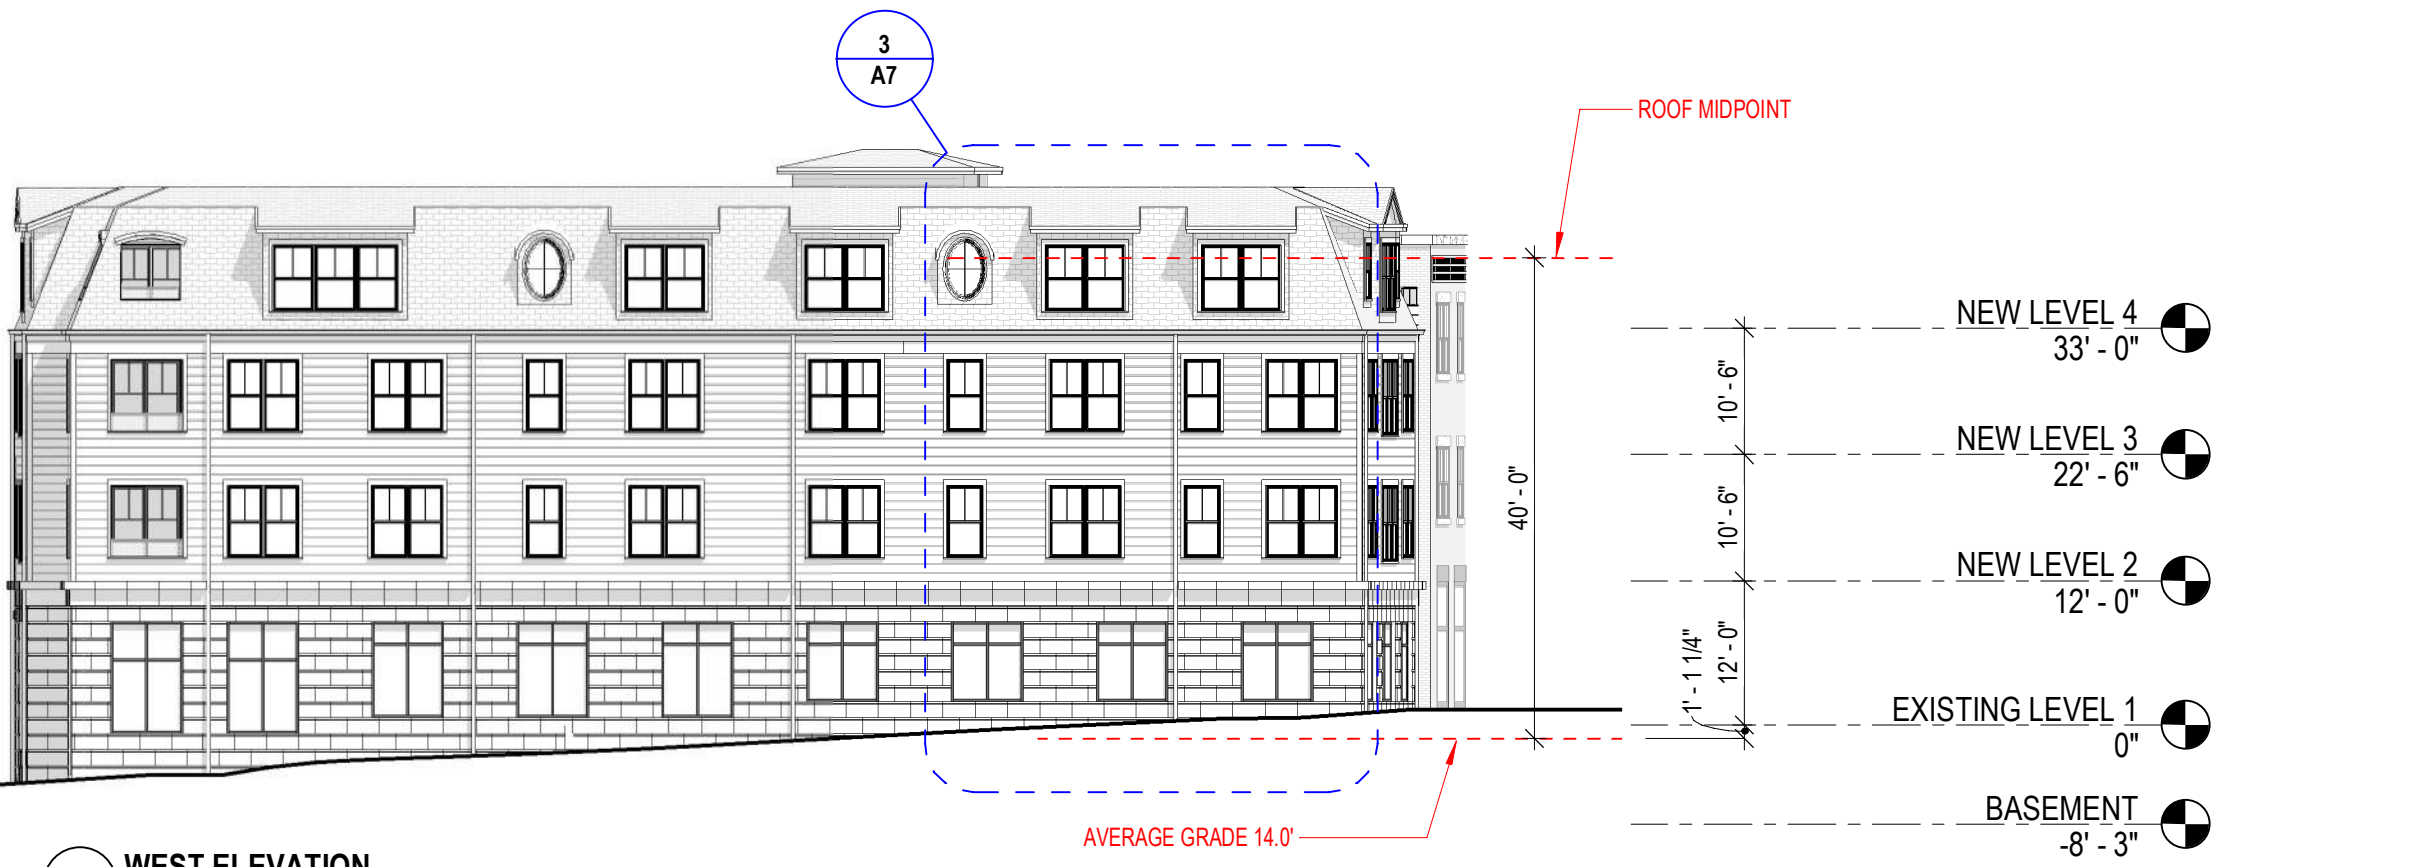 3
A7
ROOF MIDPOINT
NEW LEVEL 4
33' - 0"
10' - 6"
NEW LEVEL 3
22' - 6"
40' - 0"
10' - 6"
NEW LEVEL 2
12' - 0"
1' - 1 1/4"
12' - 0"
EXISTING LEVEL 1
0"
BASEMENT
-8' - 3"
AVERAGE GRADE 14.0'
WEST ELEVATION